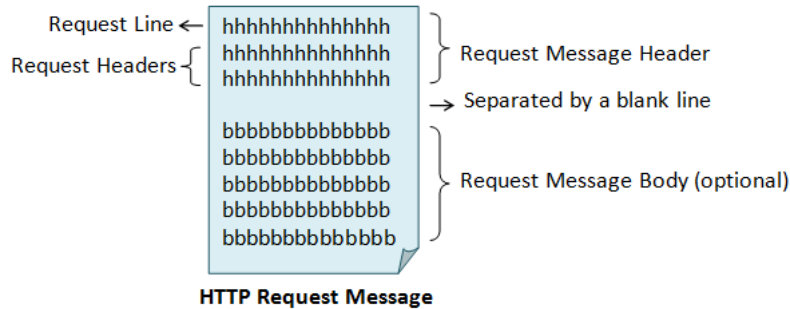 Request Line
hhhhhhhhhhhhhh
Request Headers
hhhhhhhhhhhhhh
hhhhhhhhhhhhhh
Request Message Header
Separated by a blank line
bbbbbbbbbbbbbb
bbbbbbbbbbbbbb
bbbbbbbbbbbbbb
bbbbbbbbbbbbbb
bbbbbbbbbbbbbb
Request Message Body (optional)
HTTP Request Message